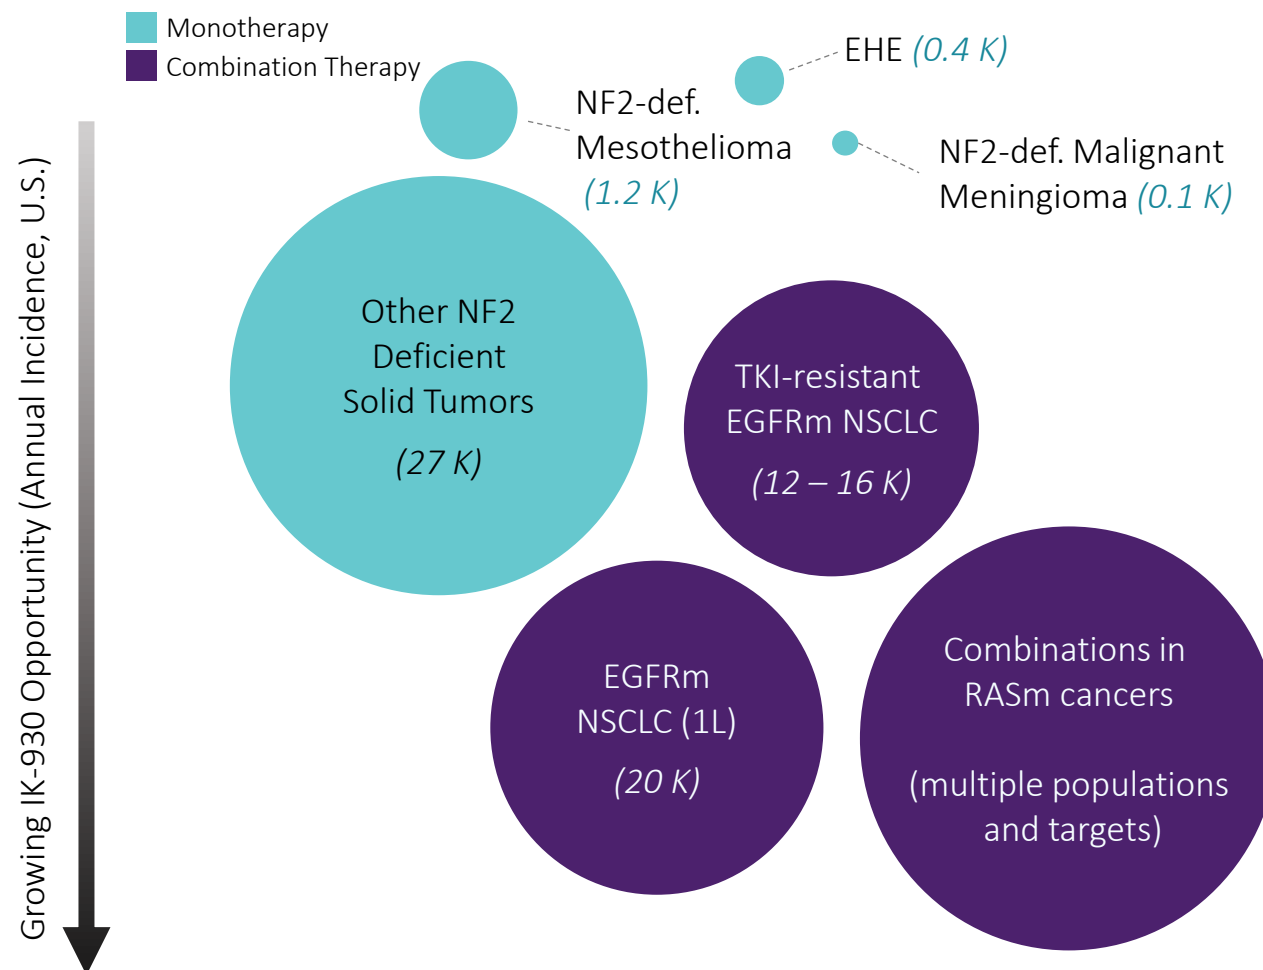 Monotherapy
Combination Therapy
EHE (0.4 K)
NF2-def.
Mesothelioma
(1.2 K)
NF2-def. Malignant
Meningioma (0.1 K)
Growing IK-930 Opportunity (Annual Incidence, U.S.)
Other NF2
Deficient
Solid Tumors
(27 K)
TKI-resistant
EGFRm NSCLC
(12 – 16 K)
EGFRm
NSCLC (1L)
(20 K)
Combinations in
RASm cancers
(multiple populations
and targets)